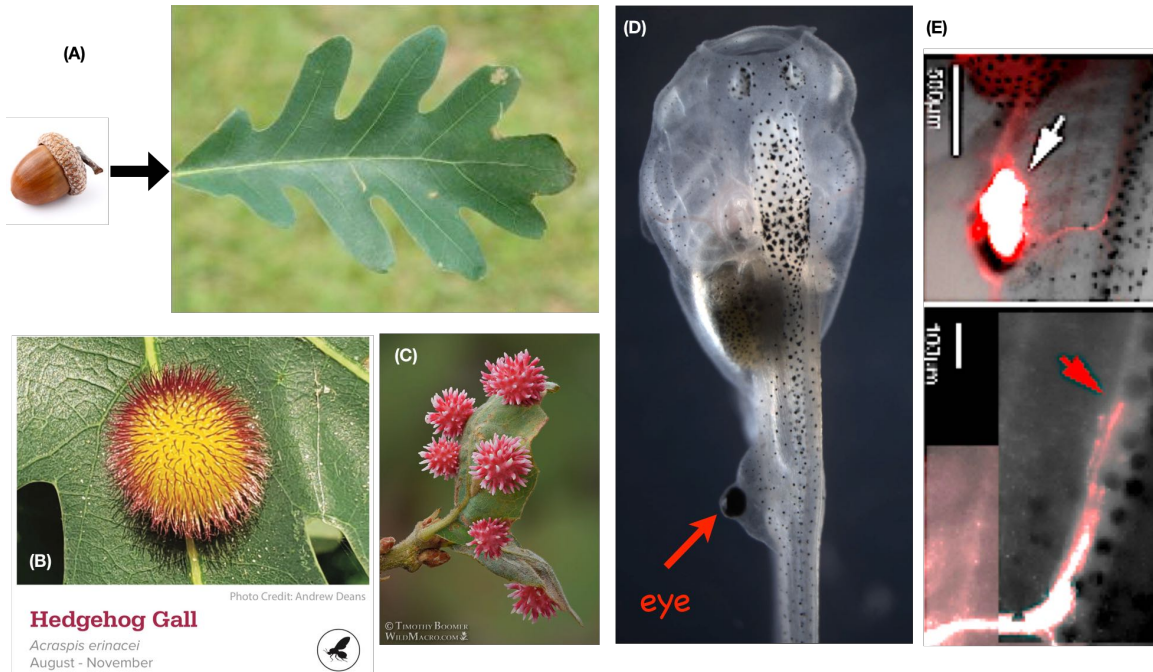 (A)
(B)
Photo Credit: Andrew Deans
Hedgehog Gall
Acraspis erinacei
August - November
(C)
© TIMOTHY BOOMER
WILDMACRO.COM
(D)
eye
(E)
500μm
100μm